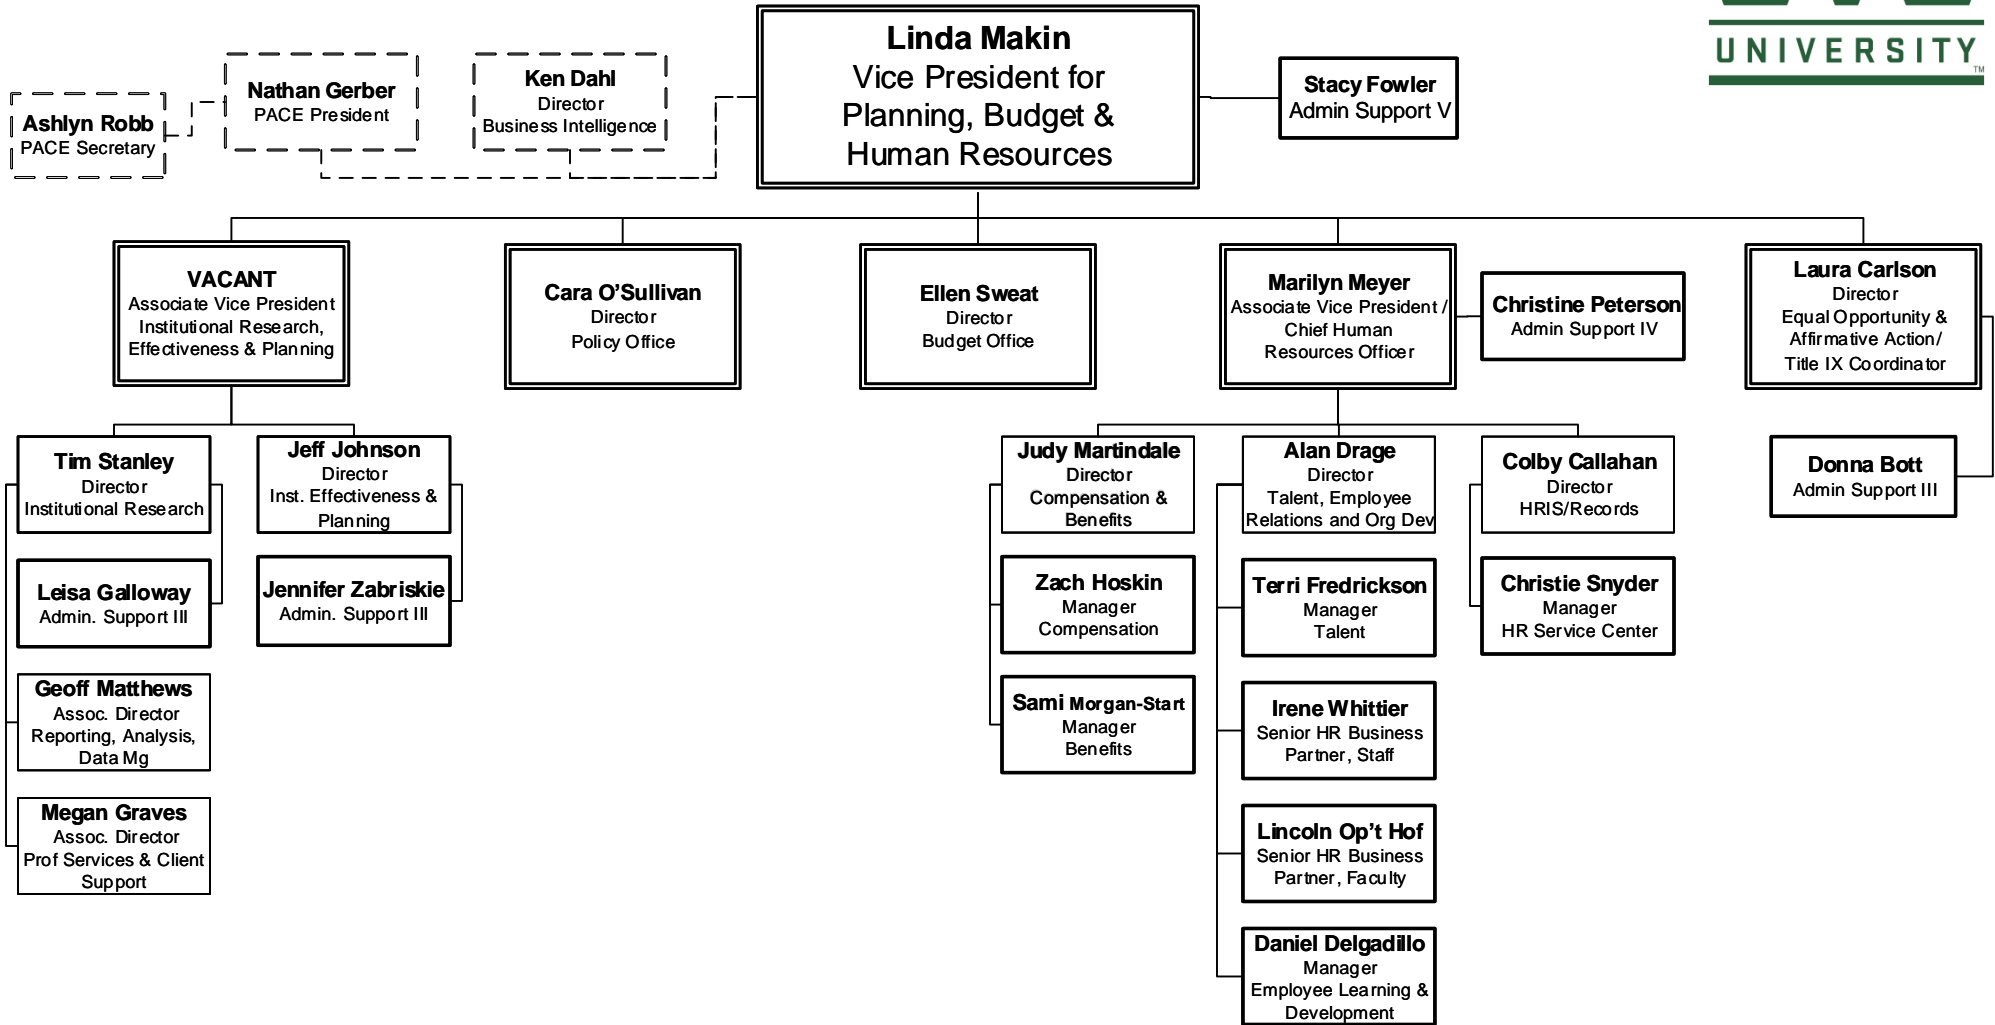 Linda Makin
Vice President for
Planning, Budget &
Human Resources
UNIVERSITY
TM
Nathan Gerber
PACE President
Ken Dahl
Director
Business Intelligence
Ashlyn Robb
PACE Secretary
Stacy Fowler
Admin Support V
VACANT
Associate Vice President
Institutional Research,
Effectiveness & Planning
Cara O’Sullivan
Director
Policy Office
Ellen Sweat
Director
Budget Office
Marilyn Meyer
Associate Vice President /
Chief Human
Resources Officer
Christine Peterson
Admin Support IV
Laura Carlson
Director
Equal Opportunity &
Affirmative Action/
Title IX Coordinator
Tim Stanley
Director
Institutional Research
Jeff Johnson
Director
Inst. Effectiveness &
Planning
Judy Martindale
Director
Compensation &
Benefits
Alan Drage
Director
Talent, Employee
Relations and Org Dev
Colby Callahan
Director
HRIS/Records
Donna Bott
Admin Support III
Leisa Galloway
Admin. Support III
Jennifer Zabriskie
Admin. Support III
Zach Hoskin
Manager
Compensation
Terri Fredrickson
Manager
Talent
Christie Snyder
Manager
HR Service Center
Geoff Matthews
Assoc. Director
Reporting, Analysis,
Data Mg
Sami Morgan-Start
Manager
Benefits
Irene Whittier
Senior HR Business
Partner, Staff
Megan Graves
Assoc. Director
Prof Services & Client
Support
Lincoln Op’t Hof
Senior HR Business
Partner, Faculty
Daniel Delgadillo
Manager
Employee Learning &
Development